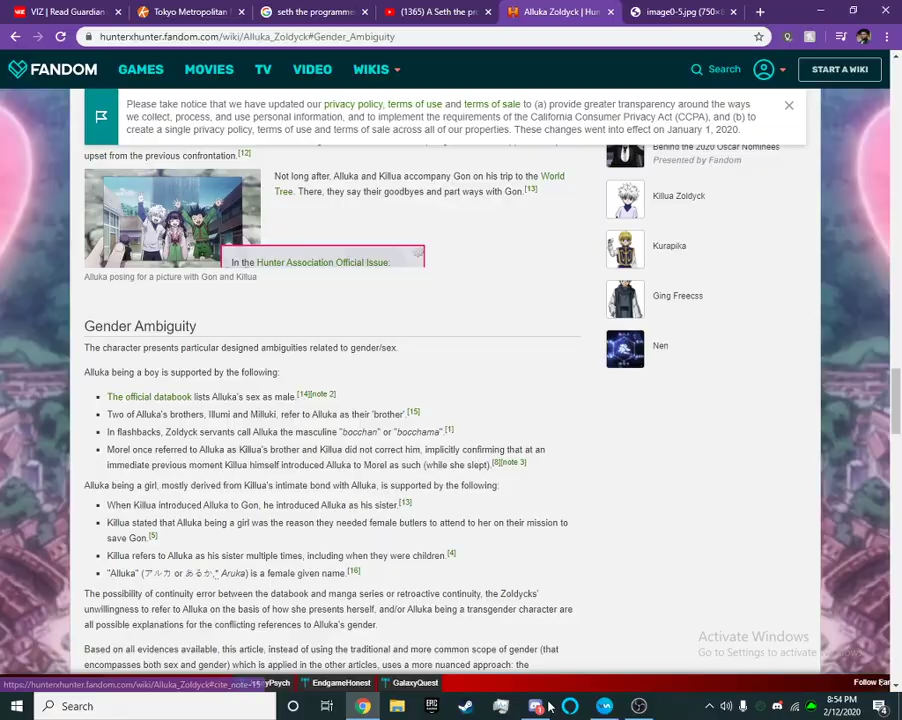 VIZ | Read Guardian
Tokyo Metropolitan
seth the programme
(1365) A Seth the pr
Alluka Zoldyck | Hun
image0-5.jpg (750×8
hunterxhunter.fandom.com/wiki/Alluka_Zoldyck#Gender_Ambiguity
FANDOM GAMES MOVIES TV VIDEO WIKIS Search START A WIKI
Please take notice that we have updated our privacy policy, terms of use and terms of sale to (a) provide greater transparency around the ways
we collect, process, and use personal information, and to implement the requirements of the California Consumer Privacy Act (CCPA), and (b) to
create a single privacy policy, terms of use and terms of sale across all of our properties. These changes went into effect on January 1, 2020.
upset from the previous confrontation.[12]
Not long after, Alluka and Killua accompany Gon on his trip to the World
Tree. There, they say their goodbyes and part ways with Gon.[13]
In the Hunter Association Official Issue:
Alluka posing for a picture with Gon and Killua
Behind the 2020 Oscar Nominees
Presented by Fandom
Killua Zoldyck
Kurapika
Ging Freecss
Nen
Gender Ambiguity
The character presents particular designed ambiguities related to gender/sex.
Alluka being a boy is supported by the following:
The official databook lists Alluka's sex as male.[14][note 2]
Two of Alluka's brothers, Illumi and Milluki, refer to Alluka as their 'brother'.[15]
In flashbacks, Zoldyck servants call Alluka the masculine "bocchan" or "bocchama".[1]
Morel once referred to Alluka as Killua's brother and Killua did not correct him, implicitly confirming that at an
immediate previous moment Killua himself introduced Alluka to Morel as such (while she slept).[8][note 3]
Alluka being a girl, mostly derived from Killua's intimate bond with Alluka, is supported by the following:
When Killua introduced Alluka to Gon, he introduced Alluka as his sister.[13]
Killua stated that Alluka being a girl was the reason they needed female butlers to attend to her on their mission to
save Gon.[5]
Killua refers to Alluka as his sister multiple times, including when they were children.[4]
"Alluka" (アルカ or あるか,* Aruka) is a female given name.[16]
The possibility of continuity error between the databook and manga series or retroactive continuity, the Zoldycks'
unwillingness to refer to Alluka on the basis of how she presents herself, and/or Alluka being a transgender character are
all possible explanations for the conflicting references to Alluka's gender.
Based on all evidences available, this article, instead of using the traditional and more common scope of gender (that
encompasses both sex and gender) which is applied in the other articles, uses a more nuanced approach: the
Activate Windows
Go to Settings to activate
https://hunterxhunter.fandom.com/wiki/Alluka_Zoldyck#cite_note-15
Psych
EndgameHonest
GalaxyQuest
Follow Fan
Search
EPIC
8:54 PM
2/12/2020
4